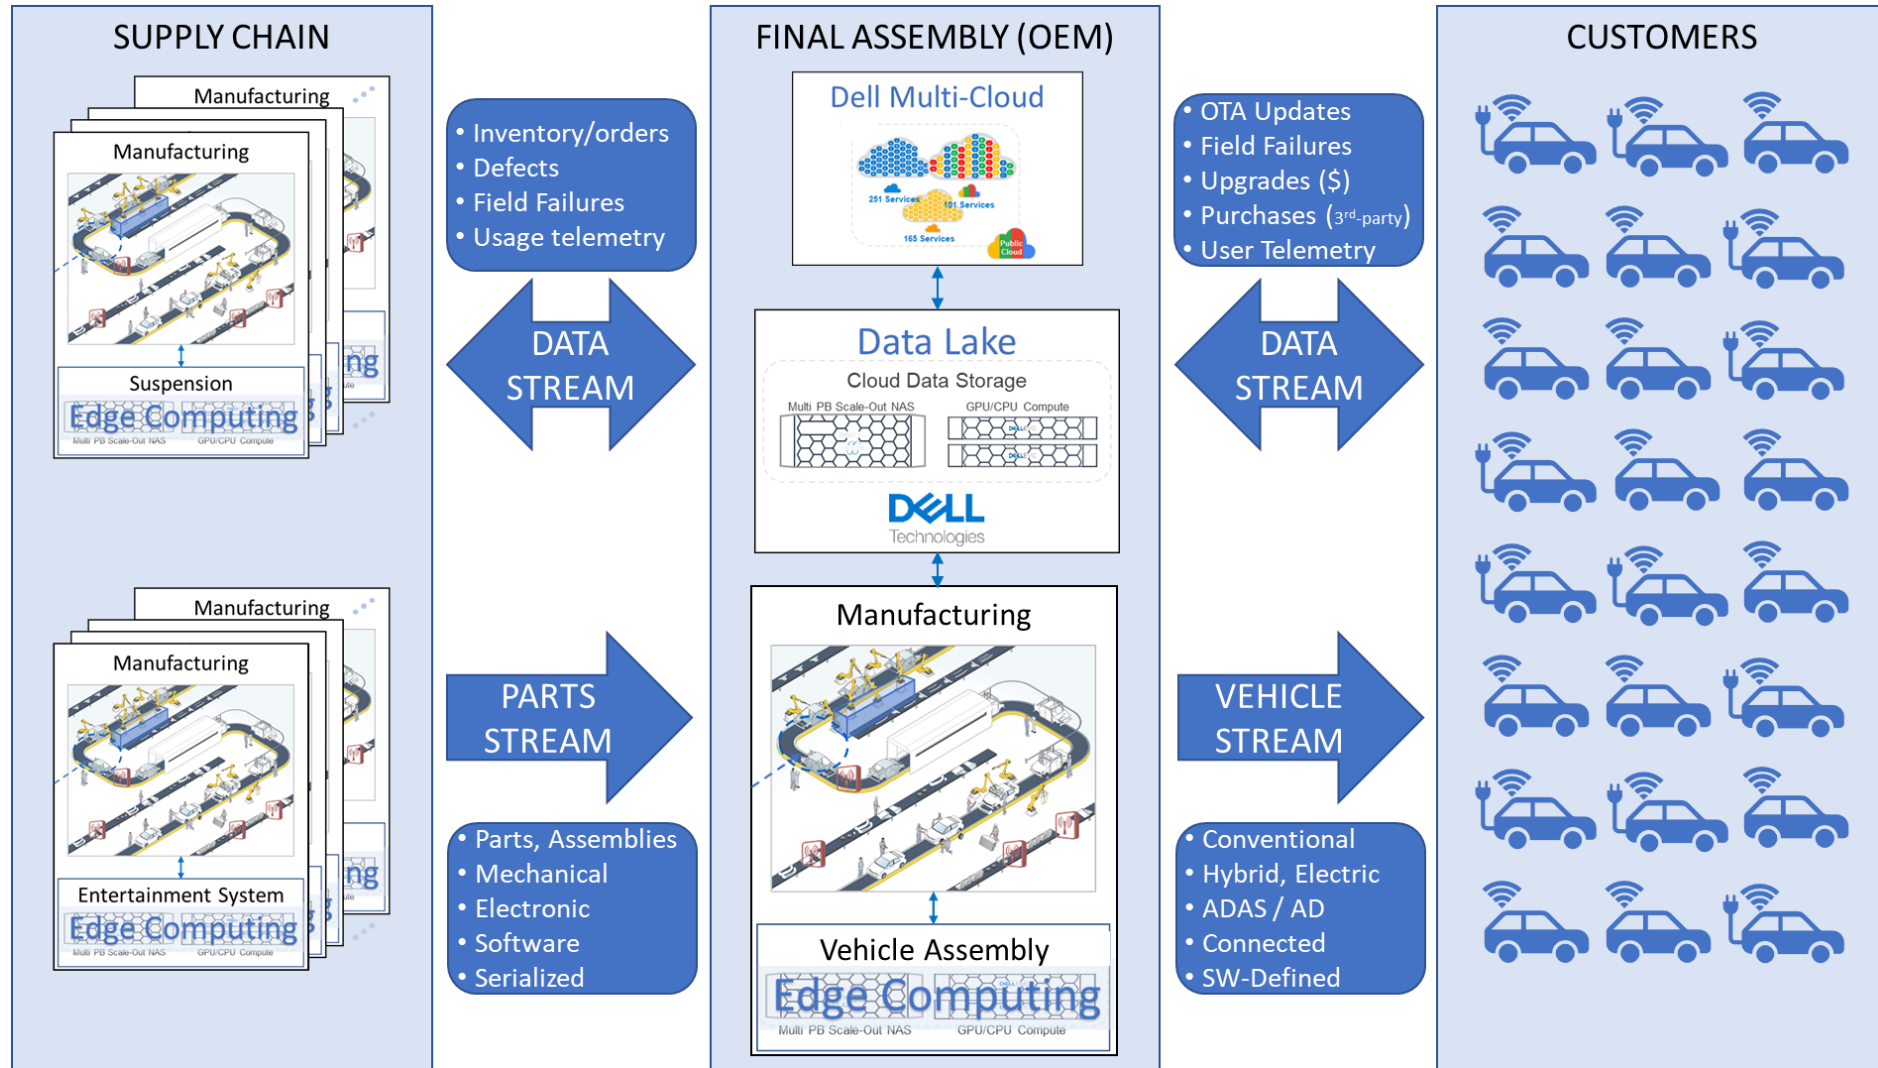 SUPPLY CHAIN
Manufacturing
Manufacturing
Suspension
Edge Computing
Multi PB Scale-Out NAS
GPU/CPU Compute
ng
Manufacturing
Manufacturing
Entertainment System
Edge Computing
Multi PB Scale-Out NAS
GPU/CPU Compute
ng
• Inventory/orders
• Defects
• Field Failures
• Usage telemetry
DATA
STREAM
PARTS
STREAM
• Parts, Assemblies
• Mechanical
• Electronic
• Software
• Serialized
FINAL ASSEMBLY (OEM)
Dell Multi-Cloud
251 Services
101 Services
165 Services
Public
Cloud
Data Lake
Cloud Data Storage
Multi PB Scale-Out NAS
GPU/CPU Compute
DELL
Technologies
Manufacturing
Vehicle Assembly
Edge Computing
Multi PB Scale-Out NAS
GPU/CPU Compute
• OTA Updates
• Field Failures
• Upgrades ($)
• Purchases (3rd-party)
• User Telemetry
DATA
STREAM
VEHICLE
STREAM
• Conventional
• Hybrid, Electric
• ADAS / AD
• Connected
• SW-Defined
CUSTOMERS